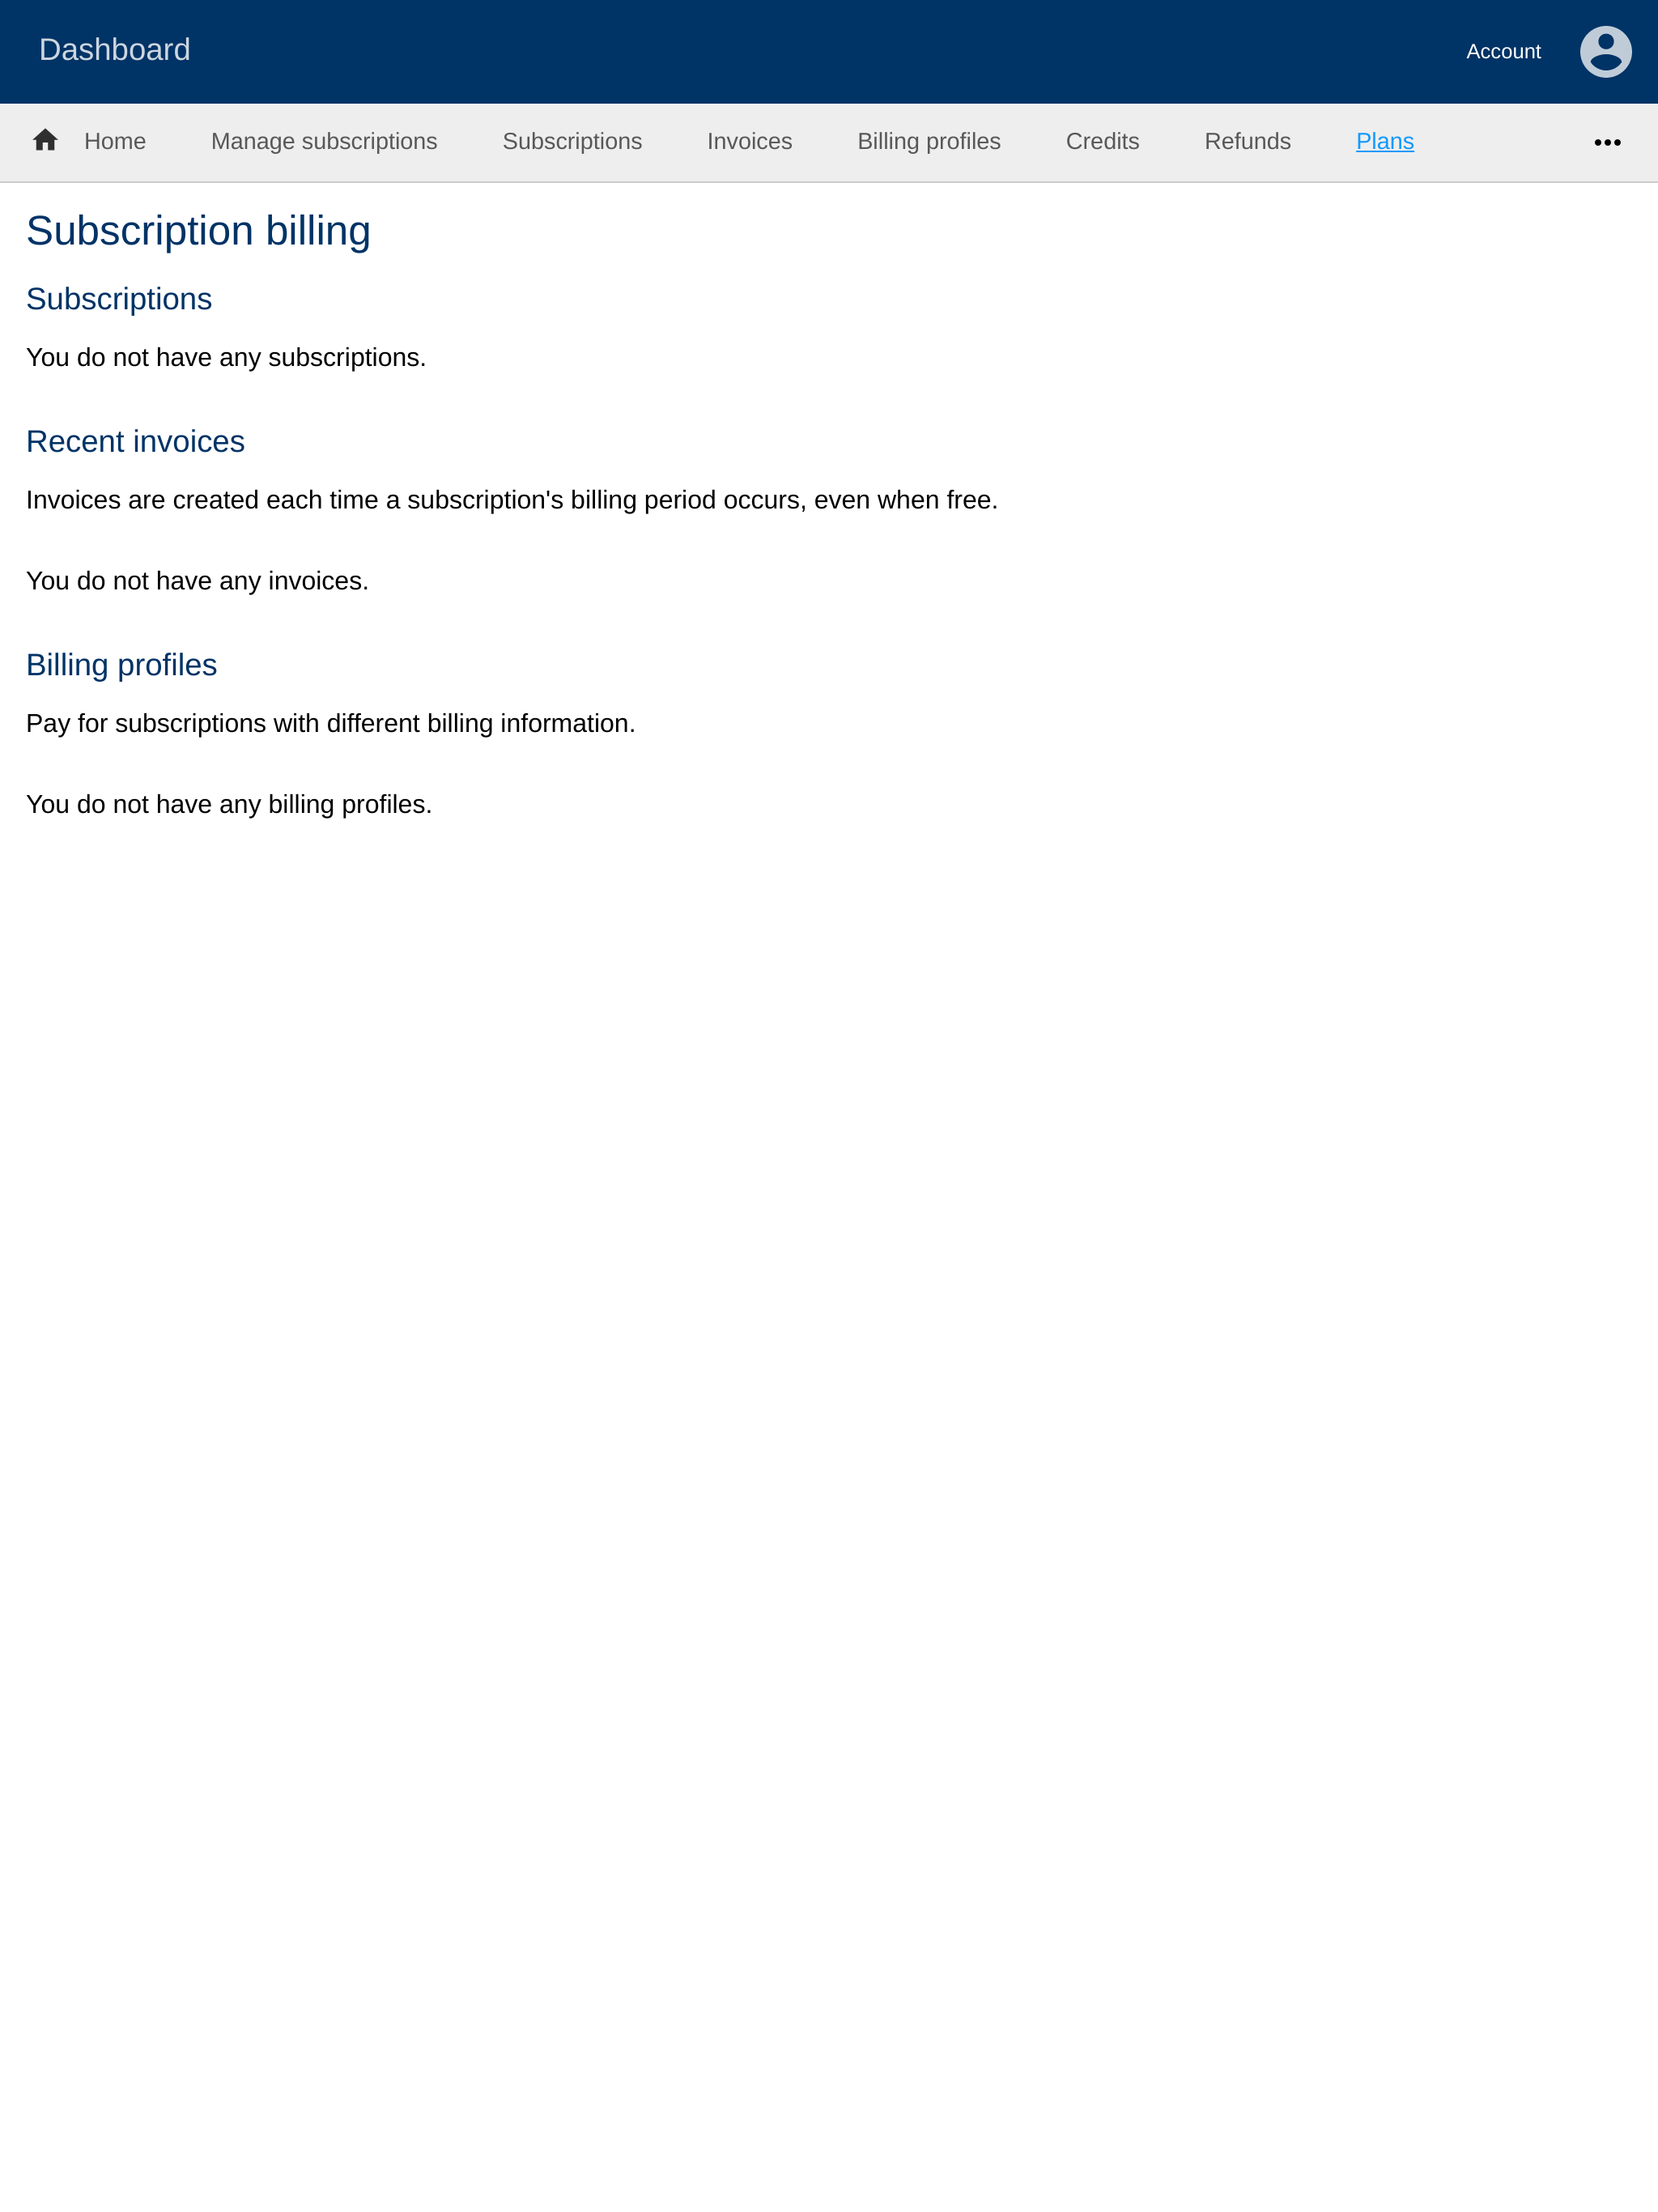 Dashboard
Account
Home Manage subscriptions Subscriptions Invoices Billing profiles Credits Refunds Plans
Subscription billing
Subscriptions
You do not have any subscriptions.
Recent invoices
Invoices are created each time a subscription's billing period occurs, even when free.
You do not have any invoices.
Billing profiles
Pay for subscriptions with different billing information.
You do not have any billing profiles.